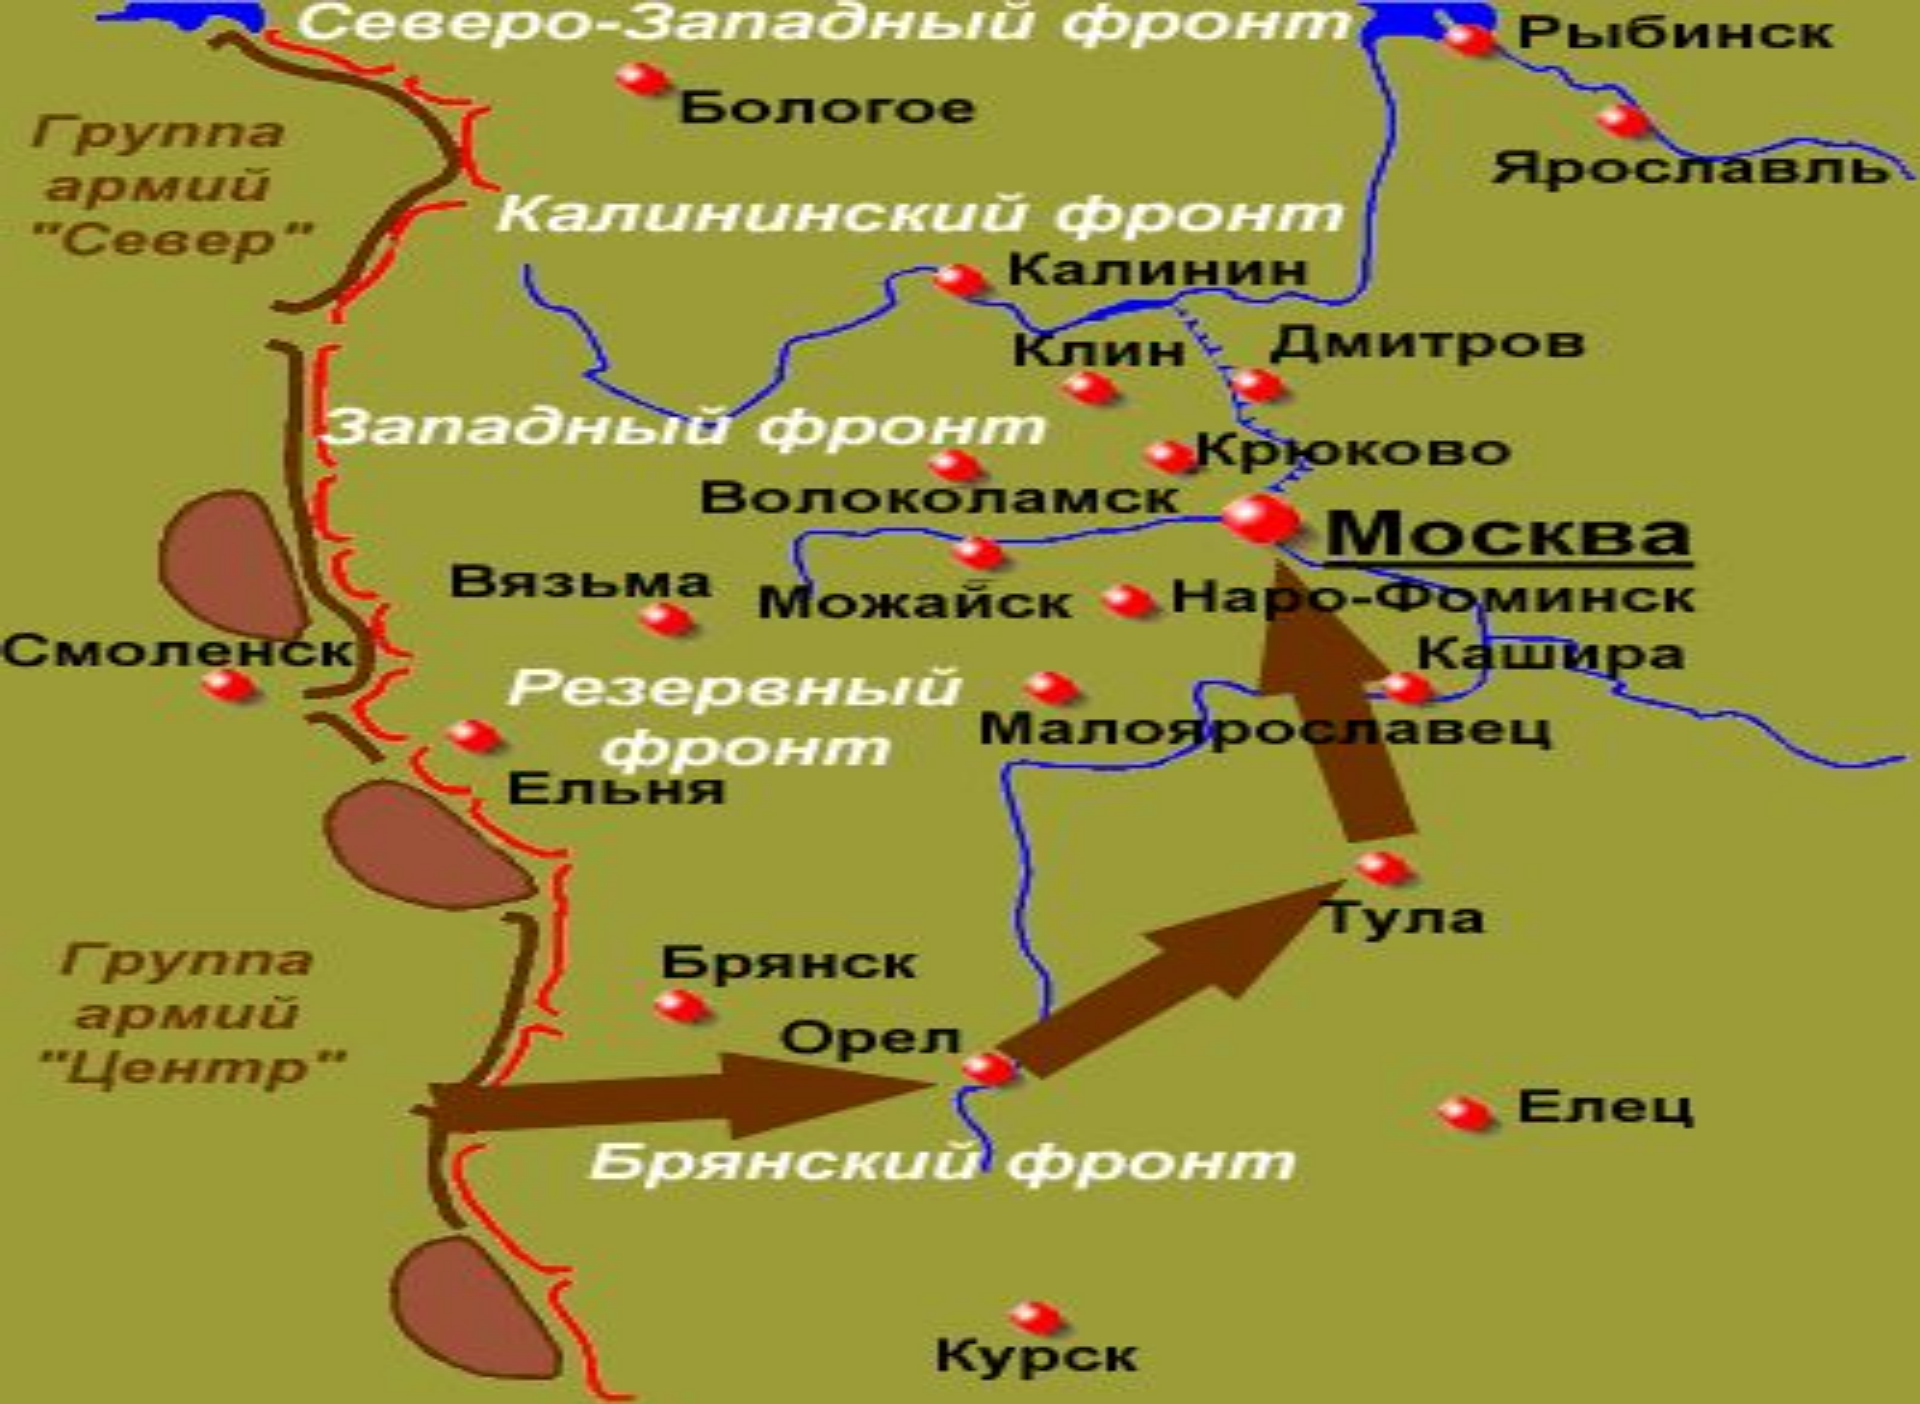 Северо-Западный фронт
Рыбинск
Бологое
Ярославль
Группа
армий
"Север"
Калининский фронт
Калинин
Клин
Дмитров
Западный фронт
Крюково
Волоколамск
Москва
Вязьма
Можайск
Наро-Фоминск
Смоленск
Кашира
Резервный
фронт
Малоярославец
Ельня
Тула
Брянск
Группа
армий
"Центр"
Орел
Елец
Брянский фронт
Курск